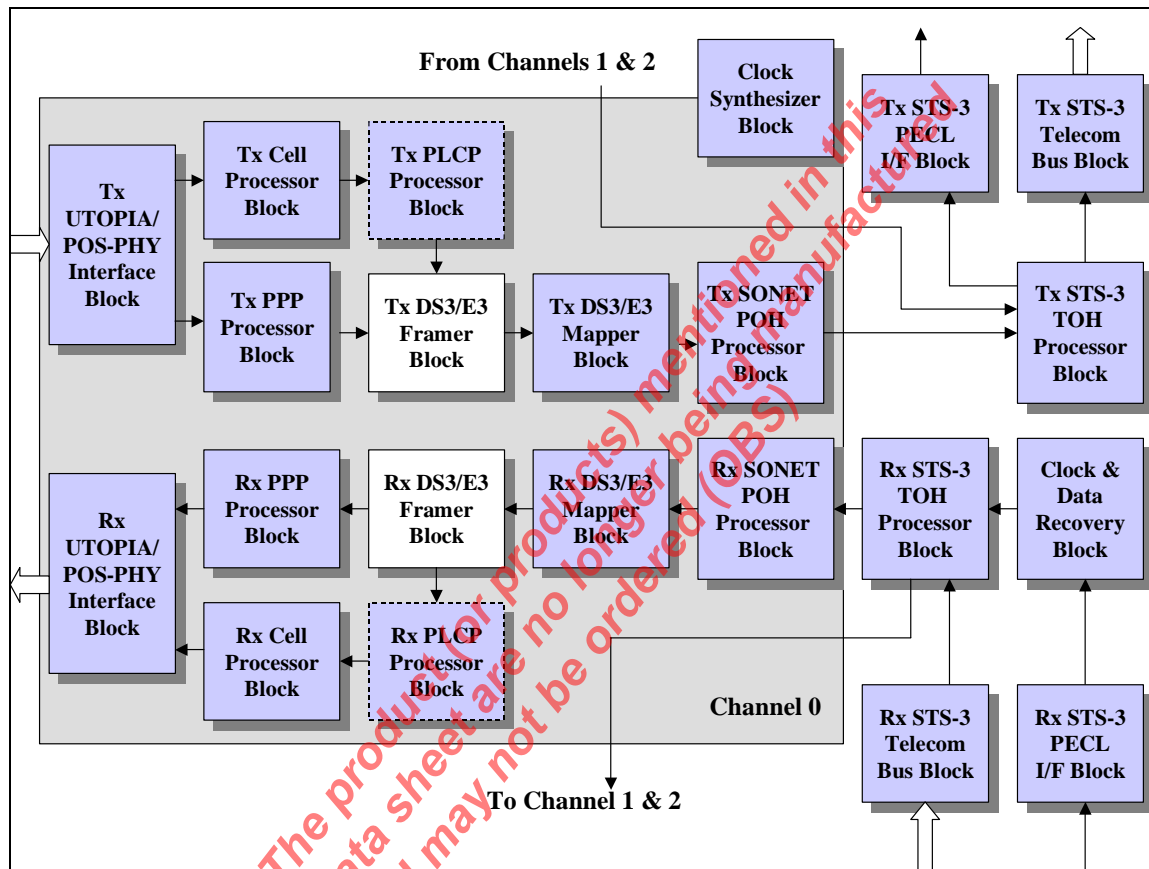 From Channels 1 & 2
Clock
Synthesizer
Block
Tx STS-3
PECL
I/F Block
Tx STS-3
Telecom
Bus Block
Tx
UTOPIA/
POS-PHY
Interface
Block
Tx Cell
Processor
Block
Tx PLCP
Processor
Block
Tx PPP
Processor
Block
Tx DS3/E3
Framer
Block
Tx DS3/E3
Mapper
Block
Tx SONET
POH
Processor
Block
Tx STS-3
TOH
Processor
Block
Rx
UTOPIA/
POS-PHY
Interface
Block
Rx PPP
Processor
Block
Rx DS3/E3
Framer
Block
Rx DS3/E3
Mapper
Block
Rx SONET
POH
Processor
Block
Rx STS-3
TOH
Processor
Block
Clock &
Data
Recovery
Block
Rx Cell
Processor
Block
Rx PLCP
Processor
Block
Channel 0
Rx STS-3
Telecom
Bus Block
Rx STS-3
PECL
I/F Block
To Channel 1 & 2
The product (or products) mentioned in this
sheet are no longer being manufactured
may not be ordered (OBS)